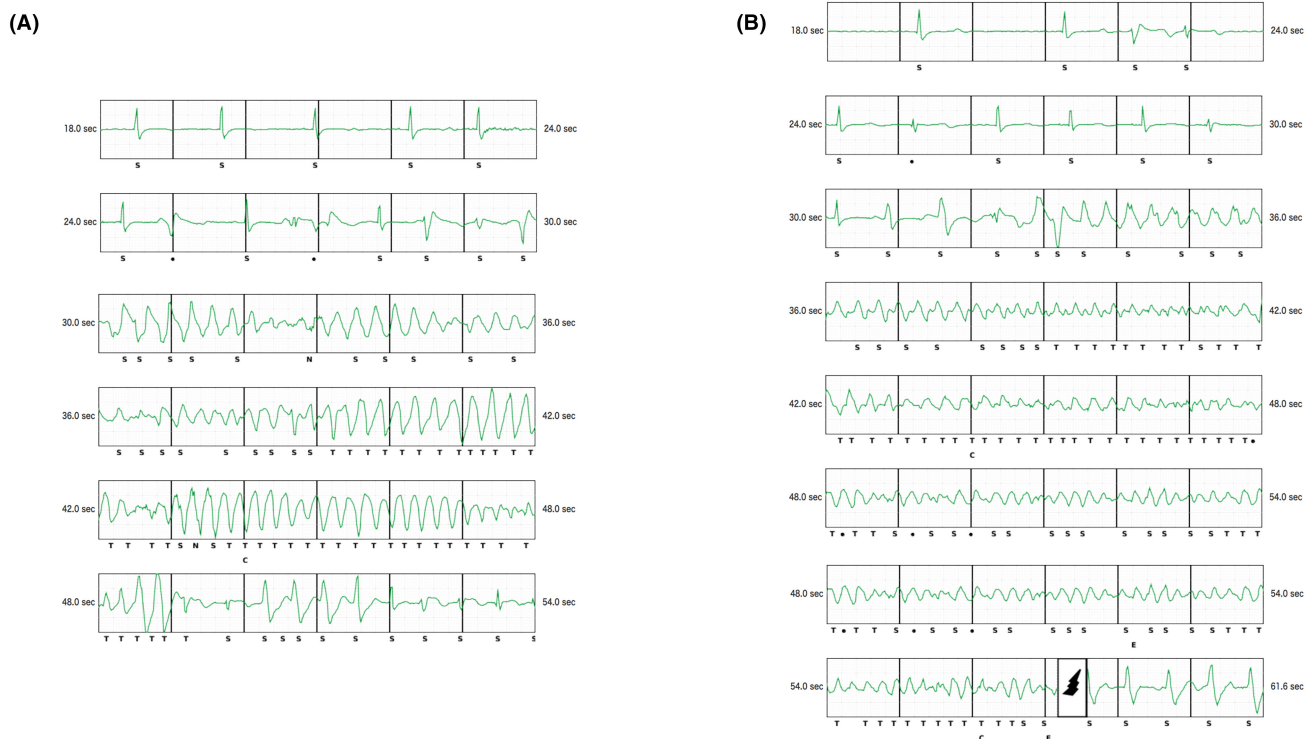 (A)
18.0 sec 24.0 sec
S S S S S
24.0 sec 30.0 sec
S • S • S S S S
30.0 sec 36.0 sec
S S S S S N S S S S S
36.0 sec 42.0 sec
S S S S S S S S S T T T T T T T T T T T T T
42.0 sec 48.0 sec
T T T T S N S T T T T T T T T T T T T T T T T T T T
C
48.0 sec 54.0 sec
T T T T T T S S S S S S S S S S
(B)
18.0 sec 24.0 sec
S S S S
24.0 sec 30.0 sec
S • S S S S
30.0 sec 36.0 sec
S S S S S S S S S S S
36.0 sec 42.0 sec
S S S S S S S S T T T T T T T T S T T T
42.0 sec 48.0 sec
T T T T T T T T T T T T T T T T T T T T T T T T T T T •
C
48.0 sec 54.0 sec
T • T T S • S S • S S S S S S S S S S T T T
48.0 sec 54.0 sec
T • T T S • S S • S S S S S S S S S S T T T
E
54.0 sec 61.6 sec
T T T T T T T T T T T T S S S S S S S
C E